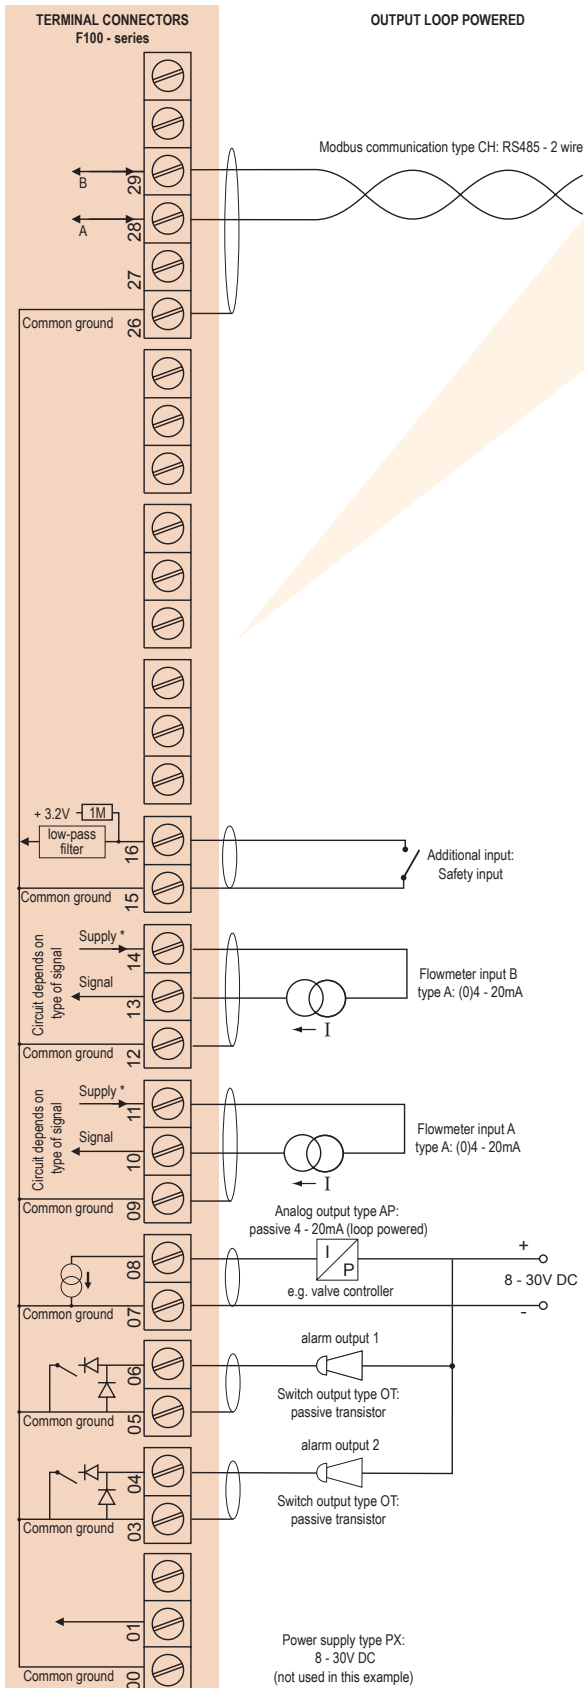 TERMINAL CONNECTORS
F100 - series
OUTPUT LOOP POWERED
Modbus communication type CH: RS485 - 2 wire
B
29
A
28
27
26
Common ground
+ 3.2V
1M
low-pass
filter
16
Common ground
15
Additional input:
Safety input
Circuit depends on
type of signal
Supply *
14
Signal
13
Common ground
12
Flowmeter input B
type A: (0)4 - 20mA
I
Circuit depends on
type of signal
Supply *
11
Signal
10
Common ground
09
Flowmeter input A
type A: (0)4 - 20mA
I
Analog output type AP:
passive 4 - 20mA (loop powered)
08
I
P
e.g. valve controller
+
8 - 30V DC
-
Common ground
07
alarm output 1
06
Switch output type OT:
passive transistor
Common ground
05
alarm output 2
04
Switch output type OT:
passive transistor
Common ground
03
01
Power supply type PX:
8 - 30V DC
(not used in this example)
Common ground
00